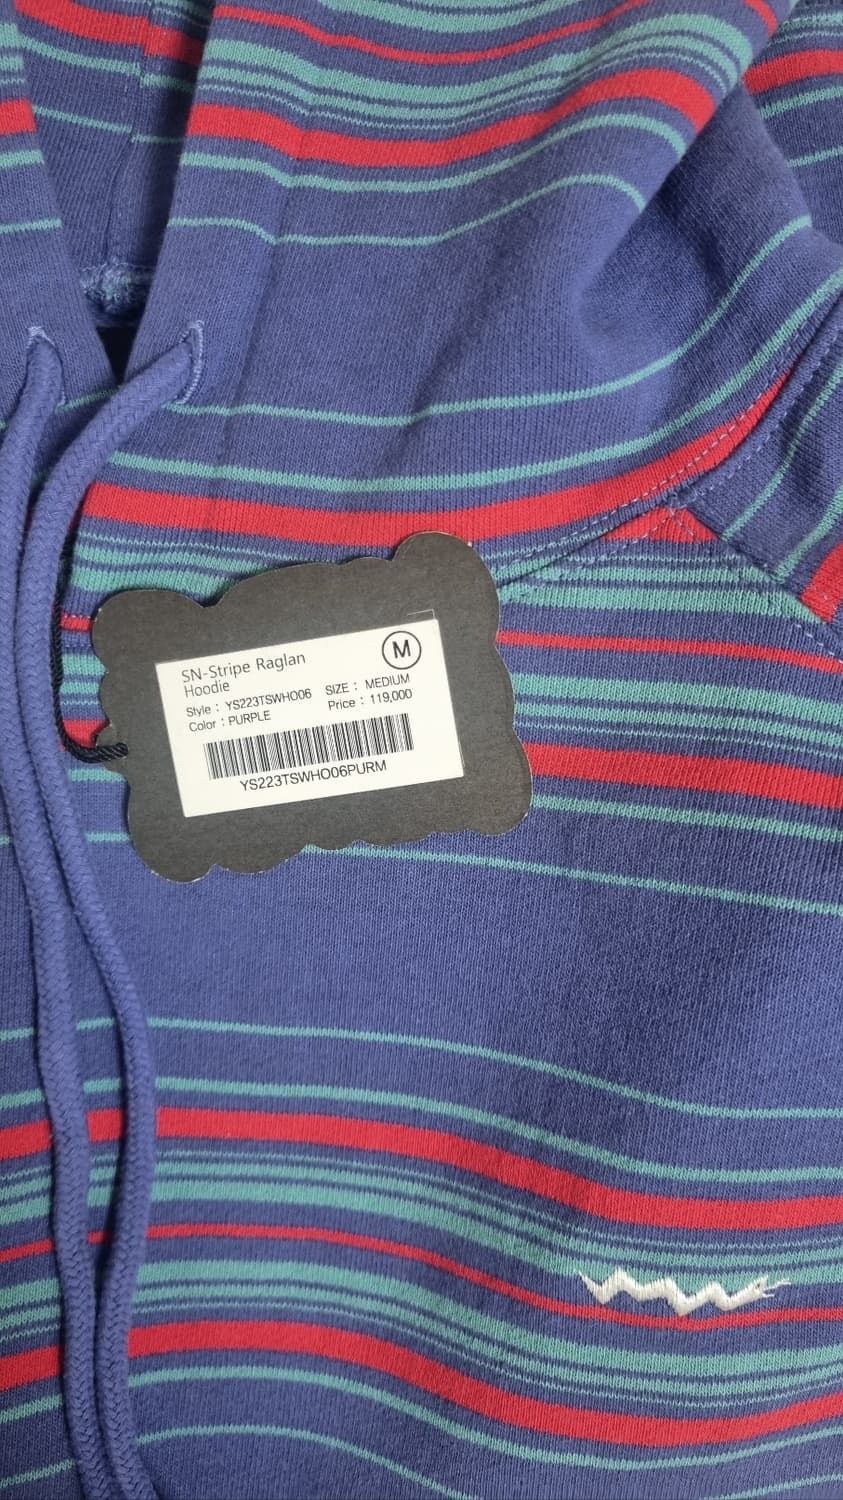 SN-Stripe Raglan
Hoodie
M
Style : YS223TSWHO06 SIZE : MEDIUM
Color : PURPLE Price : 119,000
YS223TSWHO06PURM